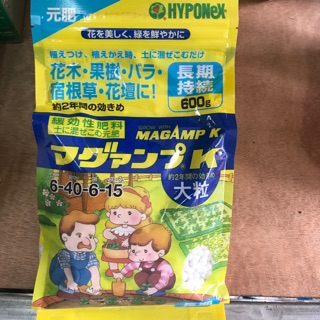 元肥
HYPONeX
花を美しく、緑を鮮やかに
植えつけ、植えかえ時、土に混ぜこむだけ
花木・果樹・バラ・
宿根草・花壇に!
約2年間の効きめ
長期
持続
600g
緩効性肥料
土に混ぜこむ元肥
GROW WITH
MAGAMP K
マグァンプK
6-40-6-15
約2年間の効きめ
大粒